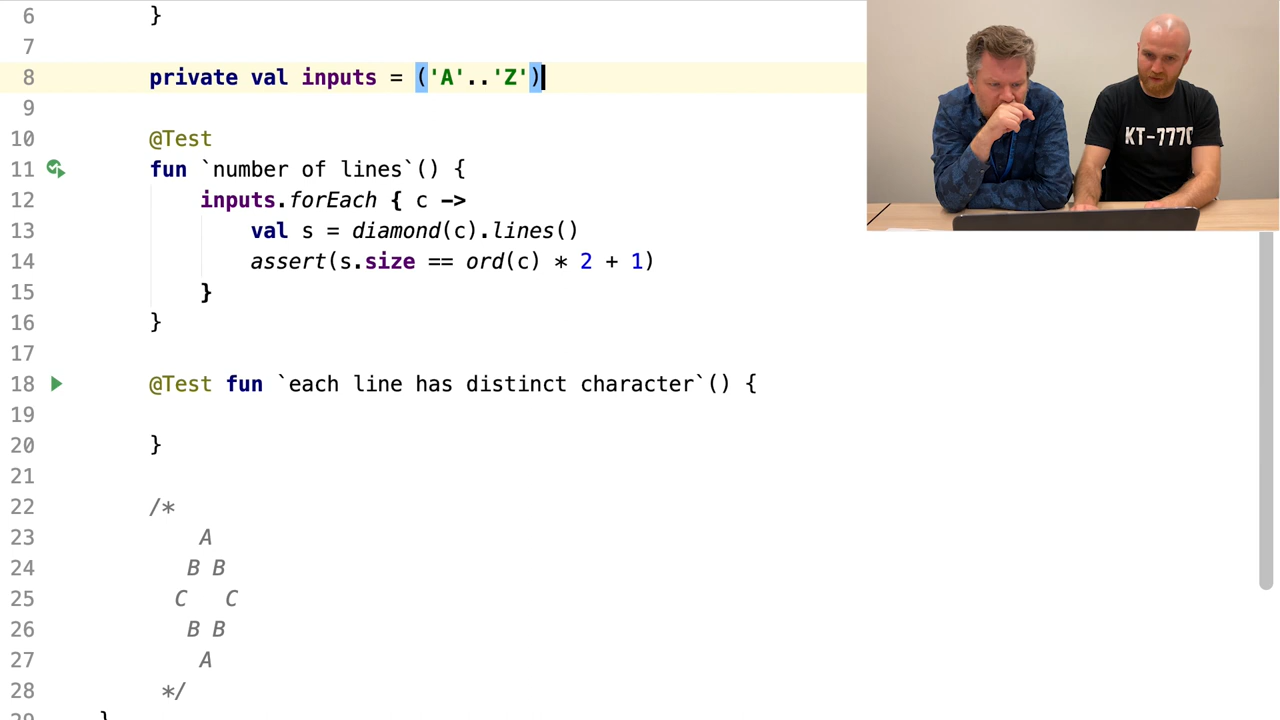 6 }
7
8 private val inputs = ('A'..'Z')
9
10 @Test
11 fun `number of lines`() {
12 inputs.forEach { c ->
13 val s = diamond(c).lines()
14 assert(s.size == ord(c) * 2 + 1)
15 }
16 }
17
18 @Test fun `each line has distinct character`() {
19
20 }
21
22 /*
23 A
24 B B
25 C   C
26 B B
27 A
28 */
29 }
KT-7770